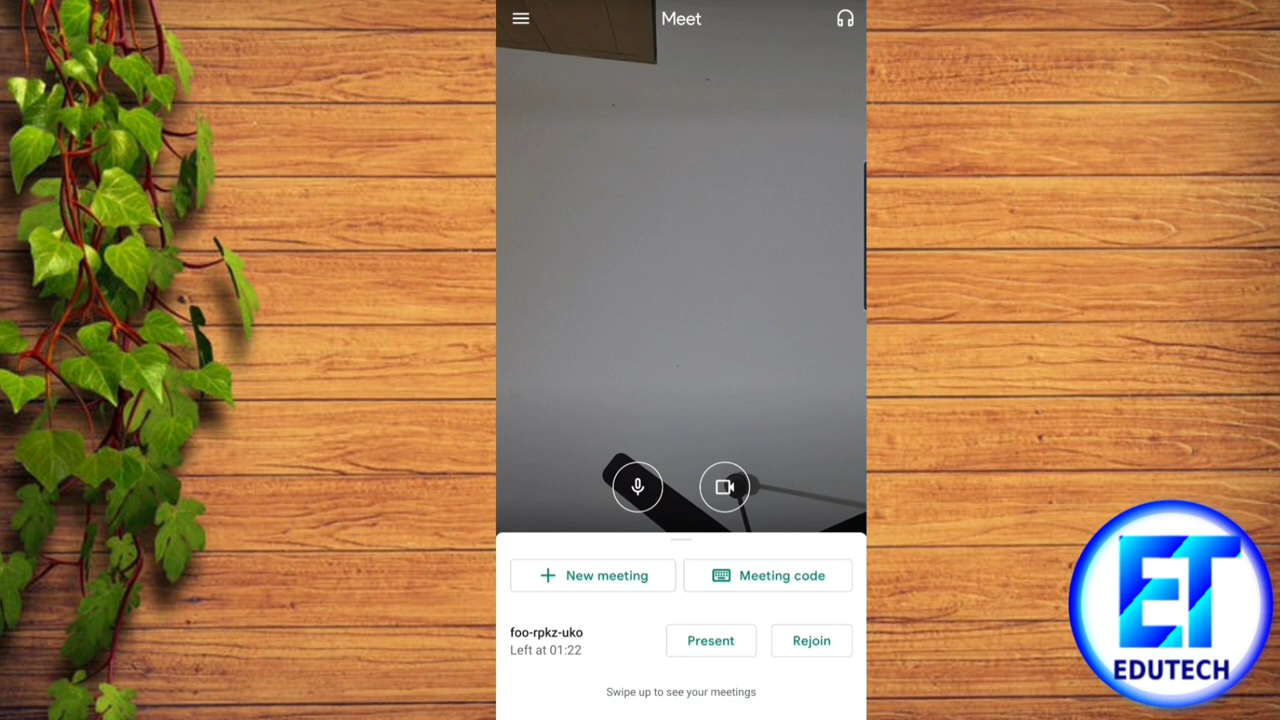 Meet
New meeting
Meeting code
foo-rpkz-uko
Left at 01:22
Present
Rejoin
Swipe up to see your meetings
ET
EDUTECH